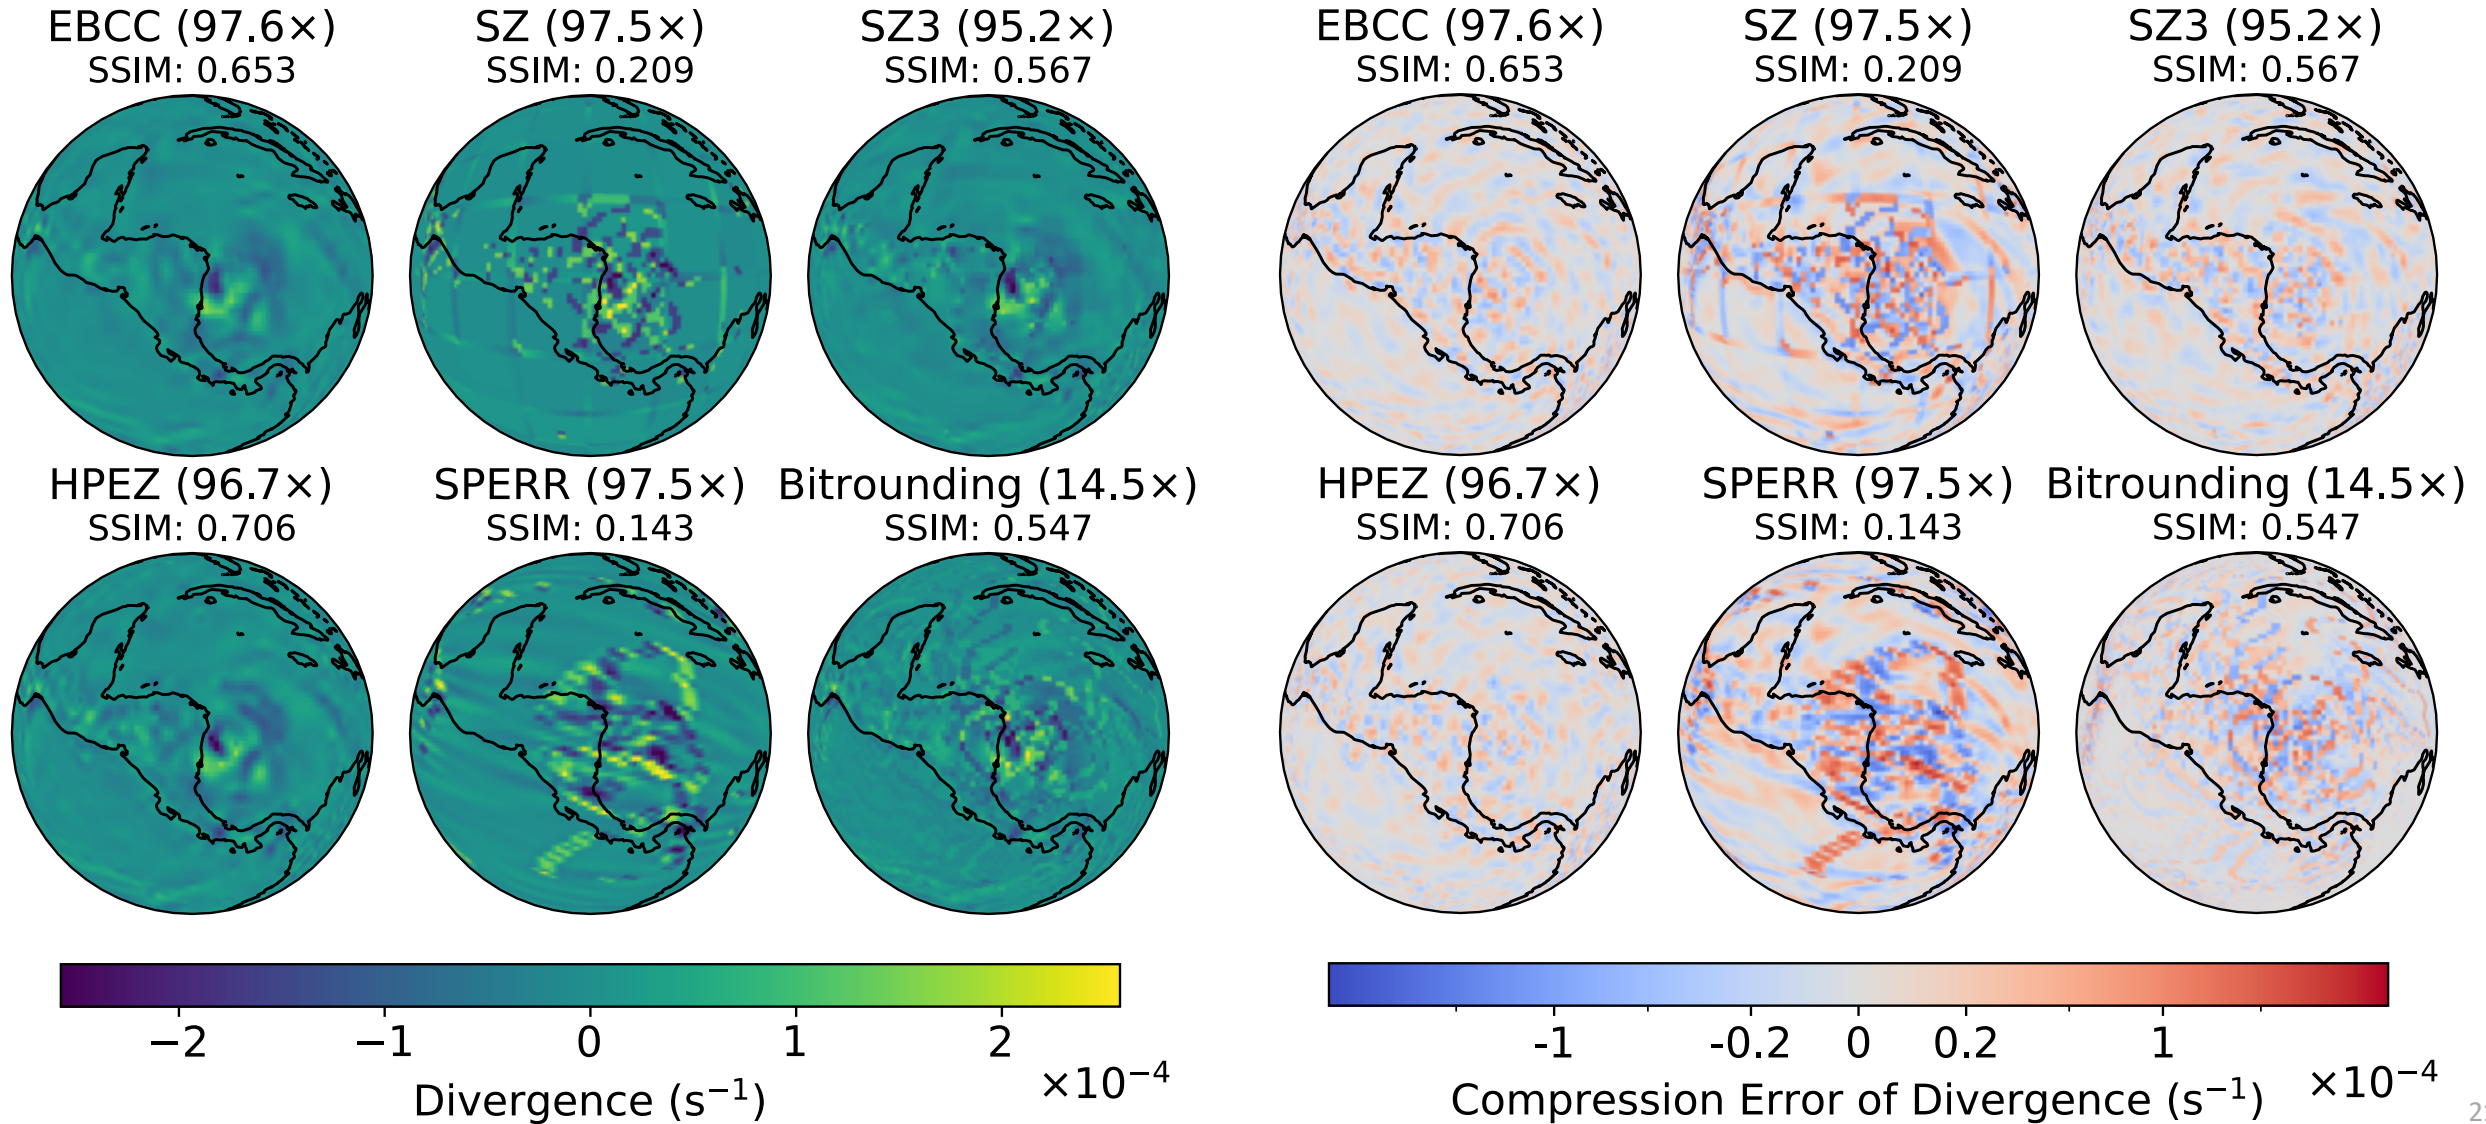 EBCC (97.6×)
SSIM: 0.653
SZ (97.5×)
SSIM: 0.209
SZ3 (95.2×)
SSIM: 0.567
HPEZ (96.7×)
SSIM: 0.706
SPERR (97.5×)
SSIM: 0.143
Bitrounding (14.5×)
SSIM: 0.547
−2 −1 0 1 2
×10⁻⁴
Divergence (s⁻¹)
EBCC (97.6×)
SSIM: 0.653
SZ (97.5×)
SSIM: 0.209
SZ3 (95.2×)
SSIM: 0.567
HPEZ (96.7×)
SSIM: 0.706
SPERR (97.5×)
SSIM: 0.143
Bitrounding (14.5×)
SSIM: 0.547
-1 -0.2 0 0.2 1
×10⁻⁴
Compression Error of Divergence (s⁻¹)